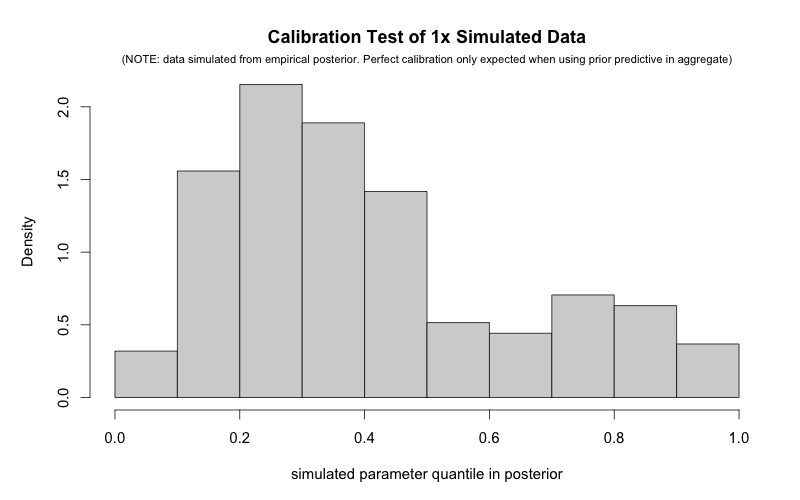 Calibration Test of 1x Simulated Data
(NOTE: data simulated from empirical posterior. Perfect calibration only expected when using prior predictive in aggregate)
Density
2.0
1.5
1.0
0.5
0.0
0.0 0.2 0.4 0.6 0.8 1.0
simulated parameter quantile in posterior